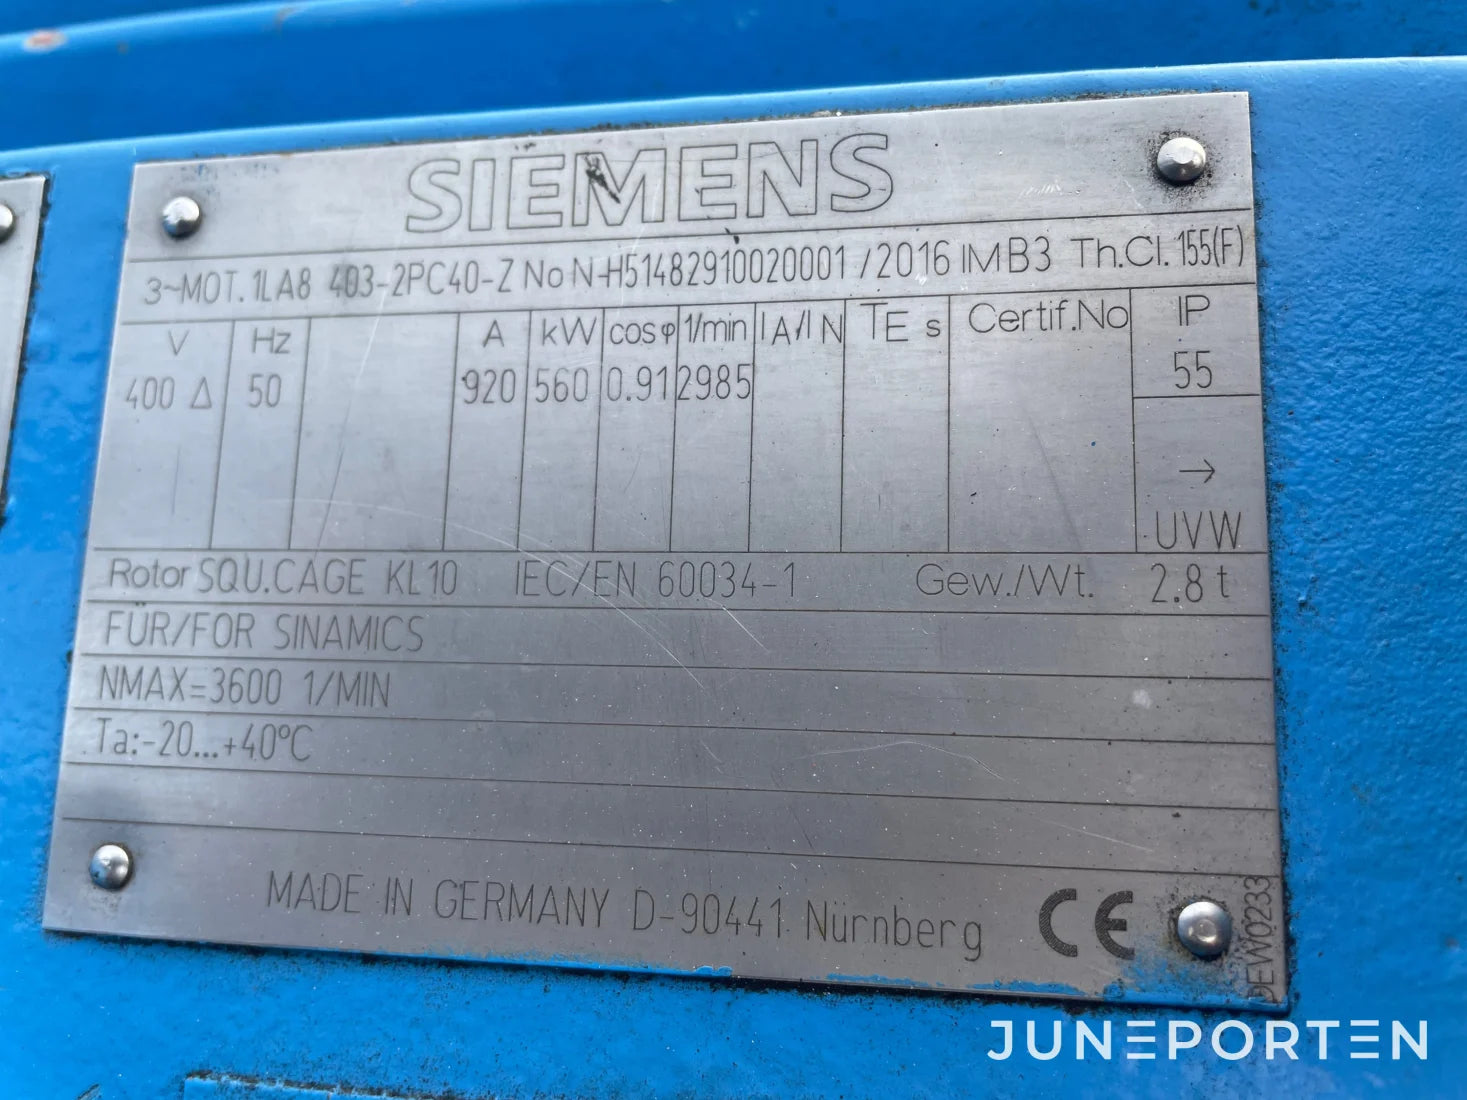 SIEMENS
3~MOT. 1LA8 403-2PC40-Z No N-H51482910020001 /2016 IM B3 Th.Cl. 155(F)
V Hz A kW cosφ 1/min IA/IN TE s Certif.No IP
400 Δ 50 920 560 0.91 2985 55
→
UVW
Rotor SQU.CAGE KL10 IEC/EN 60034-1 Gew./Wt. 2.8 t
FÜR/FOR SINAMICS
NMAX=3600 1/MIN
Ta:-20...+40°C
MADE IN GERMANY D-90441 Nürnberg CE
DEW0233
JUNEPORTEN